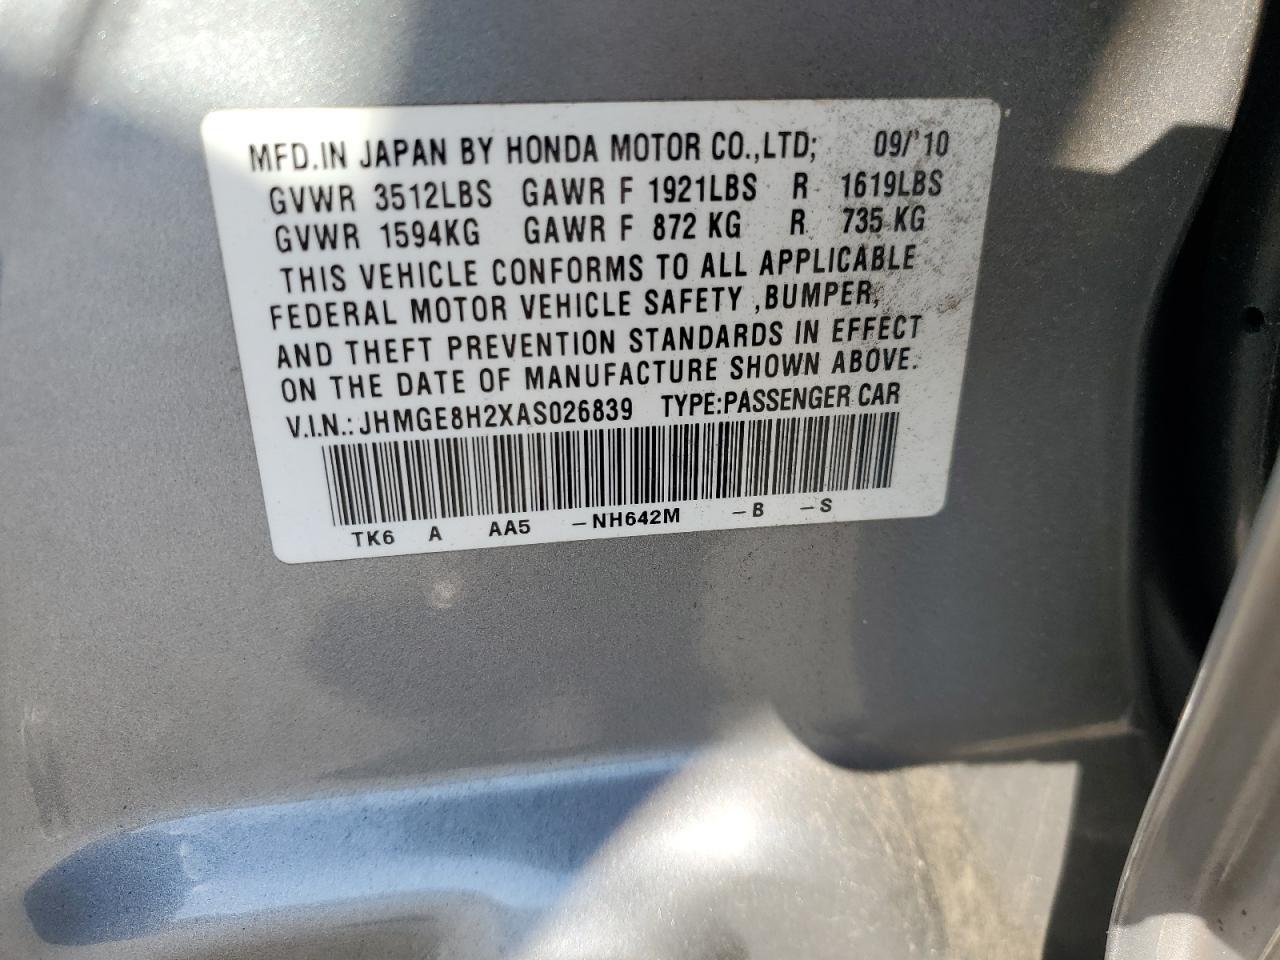 MFD.IN JAPAN BY HONDA MOTOR CO.,LTD; 09/'10
GVWR 3512LBS GAWR F 1921LBS R 1619LBS
GVWR 1594KG GAWR F 872 KG R 735 KG
THIS VEHICLE CONFORMS TO ALL APPLICABLE
FEDERAL MOTOR VEHICLE SAFETY ,BUMPER,
AND THEFT PREVENTION STANDARDS IN EFFECT
ON THE DATE OF MANUFACTURE SHOWN ABOVE.
V.I.N.: JHMGE8H2XAS026839 TYPE:PASSENGER CAR
TK6 A AA5 -NH642M -B -S